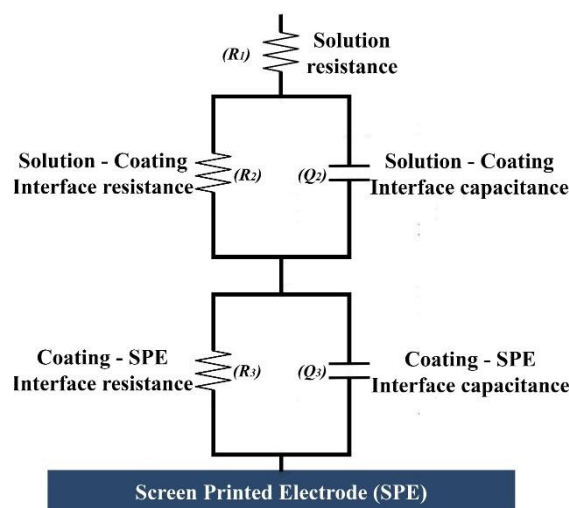 (R1)
Solution
resistance
Solution - Coating
Interface resistance
(R2)
(Q2)
Solution - Coating
Interface capacitance
Coating - SPE
Interface resistance
(R3)
(Q3)
Coating - SPE
Interface capacitance
Screen Printed Electrode (SPE)